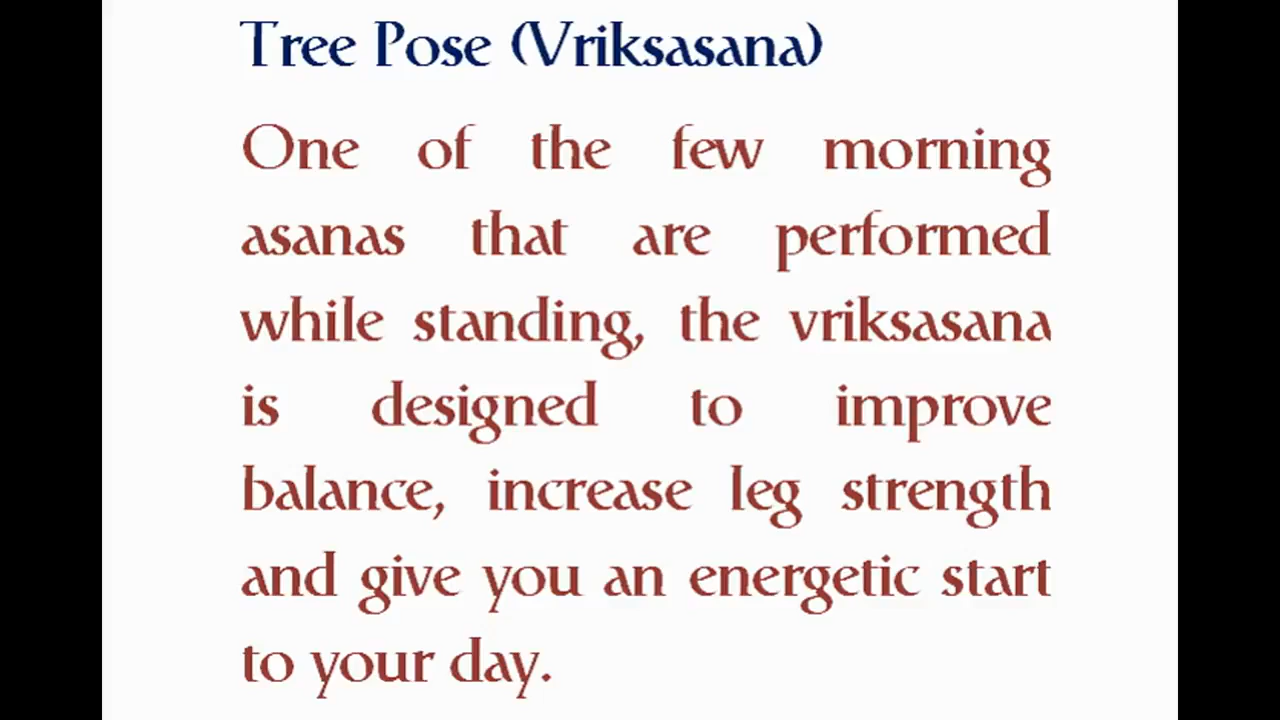 Tree Pose (Vriksasana)
One of the few morning
asanas that are performed
while standing, the vriksasana
is designed to improve
balance, increase leg strength
and give you an energetic start
to your day.